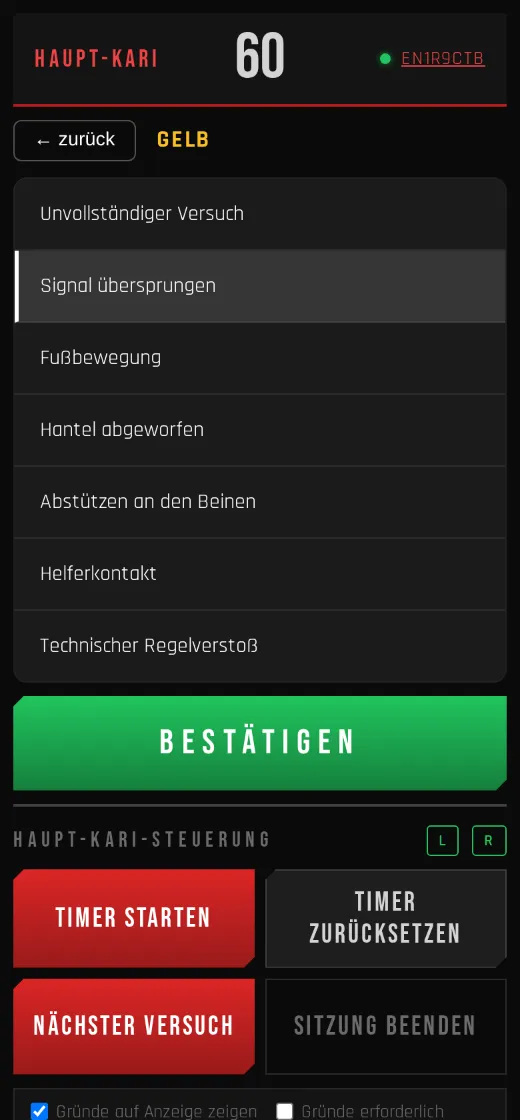 HAUPT-KARI
60
EN1R9CTB
← zurück
GELB
Unvollständiger Versuch
Signal übersprungen
Fußbewegung
Hantel abgeworfen
Abstützen an den Beinen
Helferkontakt
Technischer Regelverstoß
BESTÄTIGEN
HAUPT-KARI-STEUERUNG
L
R
TIMER STARTEN
TIMER
ZURÜCKSETZEN
NÄCHSTER VERSUCH
SITZUNG BEENDEN
Gründe auf Anzeige zeigen
Gründe erforderlich